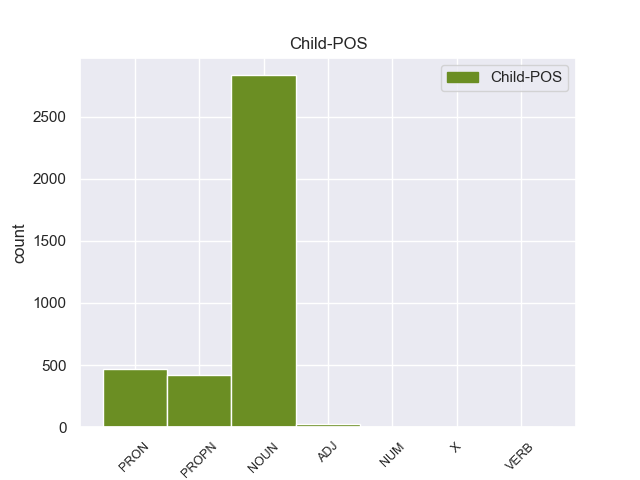 Child-POS
Child-POS
2500
2000
1500
1000
500
0
count
PRON
PROPN
NOUN
ADJ
NUM
X
VERB